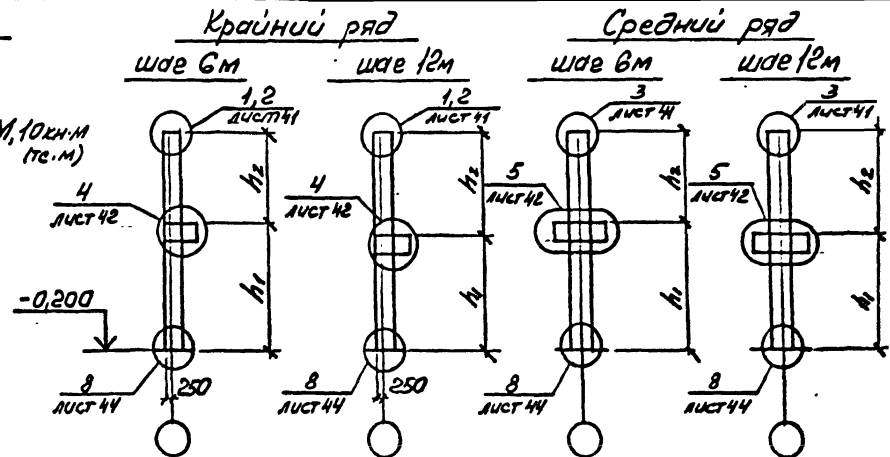 Крайний ряд
Средний ряд
шаг 6м
шаг 12м
шаг 6м
шаг 12м
М, 10кн·м
(тс·м)
1,2
лист 41
1,2
лист 41
3
лист 41
3
лист 41
h2
h2
h2
h2
4
лист 42
4
лист 42
5
лист 42
5
лист 42
h1
h1
h1
h1
-0,200
8
лист 44
250
8
лист 44
250
8
лист 44
8
лист 44